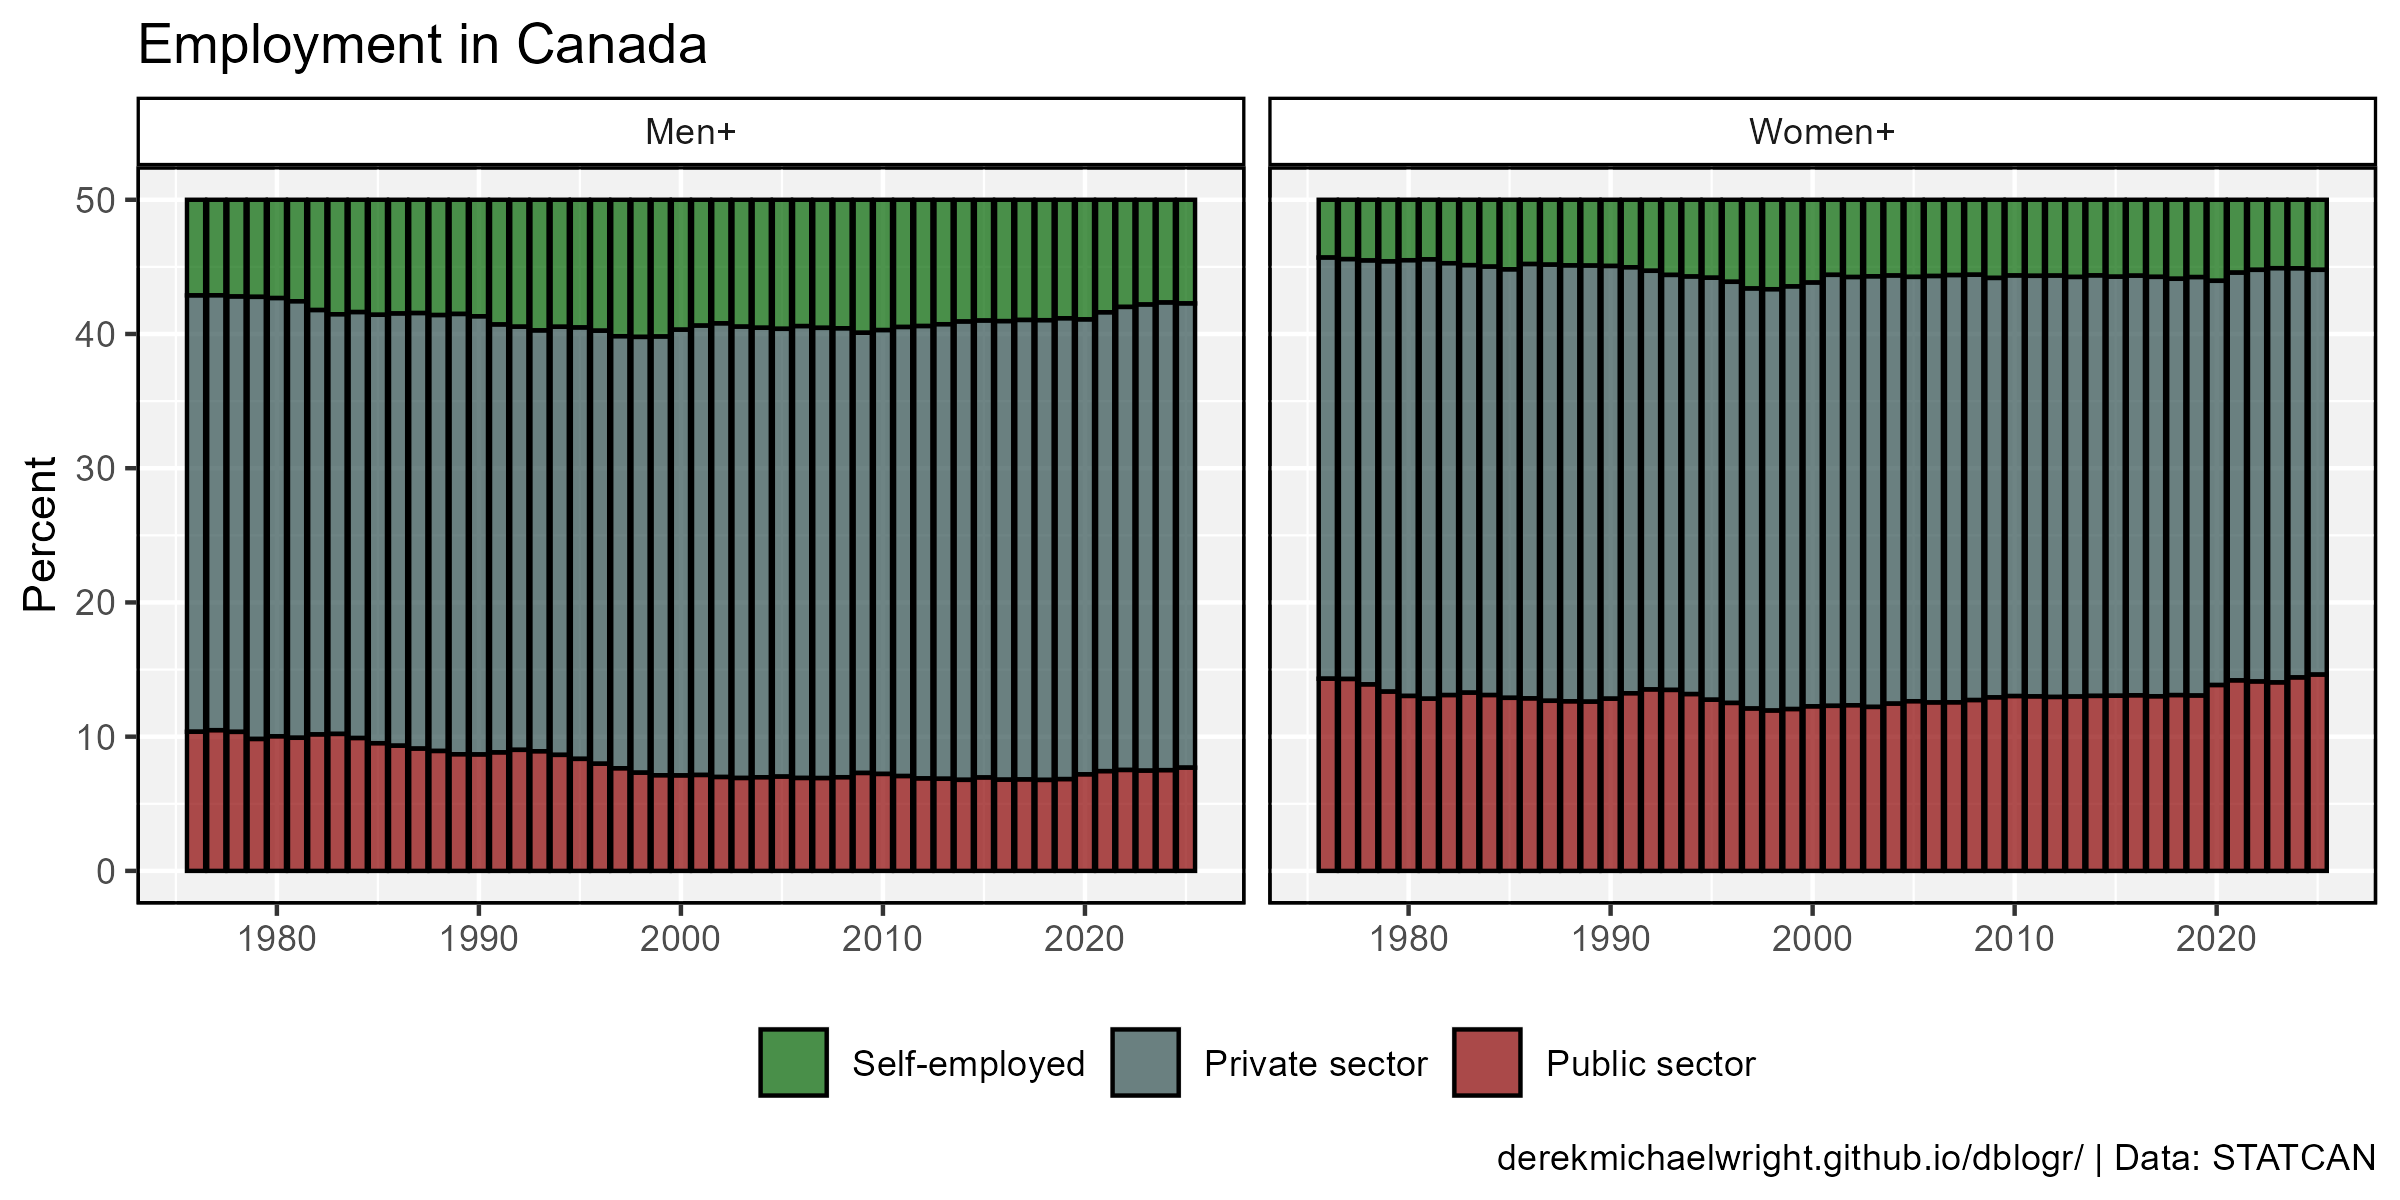 Employment in Canada
Men+
Women+
Percent
50
40
30
20
10
0
1980 1990 2000 2010 2020
1980 1990 2000 2010 2020
Self-employed Private sector Public sector
derekmichaelwright.github.io/dblogr/ | Data: STATCAN